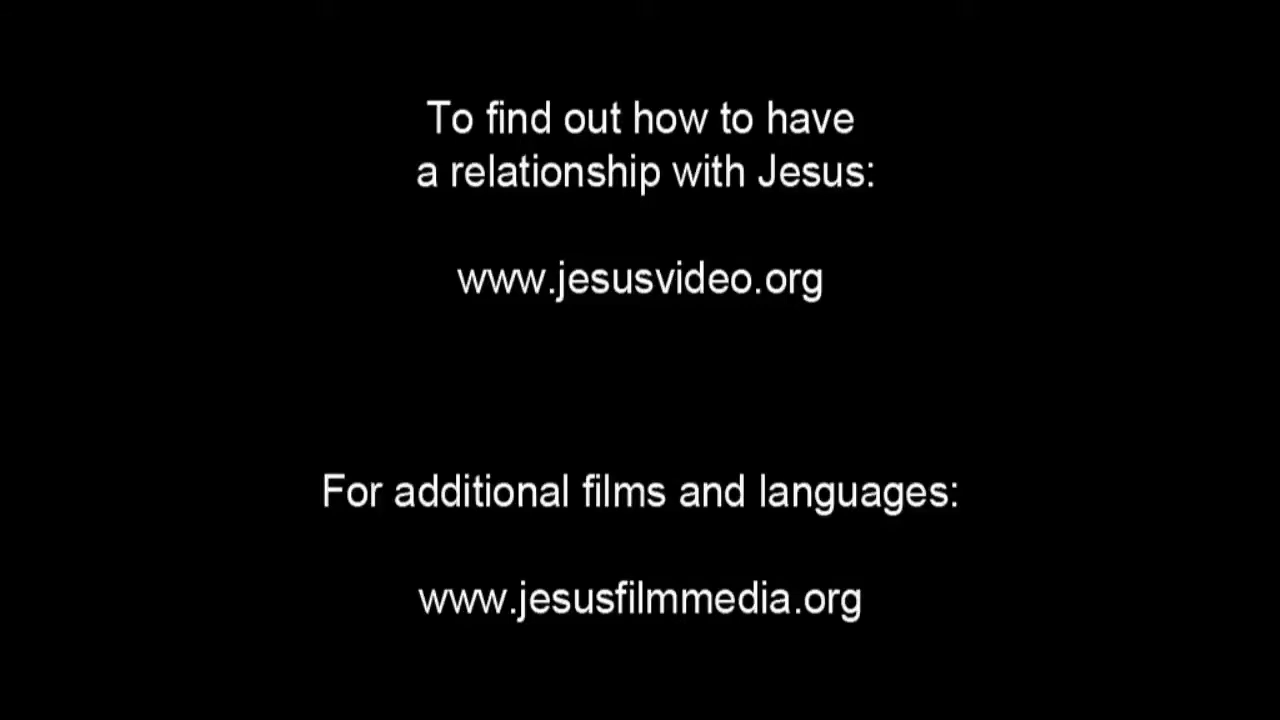 To find out how to have
a relationship with Jesus:
www.jesusvideo.org
For additional films and languages:
www.jesusfilmmedia.org